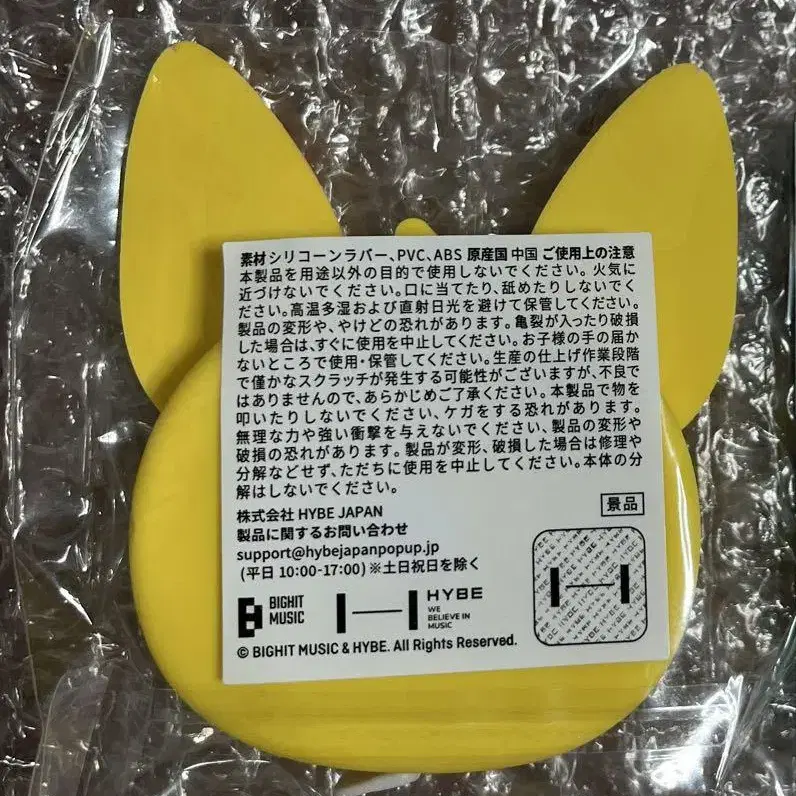 素材 シリコーンラバー、PVC、ABS 原産国 中国 ご使用上の注意
本製品を用途以外の目的で使用しないでください。火気に
近づけないでください。口に当てたり、舐めたりしないでく
ださい。高温多湿および直射日光を避けて保管してください。
製品の変形や、やけどの恐れがあります。亀裂が入ったり破損
した場合は、すぐに使用を中止してください。お子様の手の届か
ないところで使用・保管してください。生産の仕上げ作業段階
で僅かなスクラッチが発生する可能性がございますが、不良で
はありませんので、あらかじめご了承ください。本製品で物を
叩いたりしないでください、ケガをする恐れがあります。
無理な力や強い衝撃を与えないでください、製品の変形や
破損の恐れがあります。製品が変形、破損した場合は修理や
分解などせず、ただちに使用を中止してください。本体の分
解はしないでください。
景品
株式会社 HYBE JAPAN
製品に関するお問い合わせ
support@hybejapanpopup.jp
(平日 10:00-17:00) ※土日祝日を除く
BIGHIT
MUSIC
HYBE
WE
BELIEVE IN
MUSIC
© BIGHIT MUSIC & HYBE. All Rights Reserved.